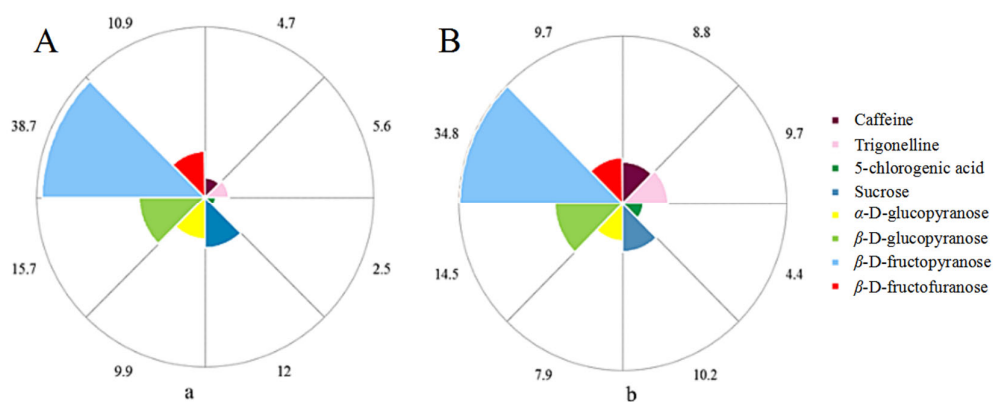 A
10.9
4.7
38.7
5.6
15.7
2.5
9.9
12
a
B
9.7
8.8
34.8
9.7
14.5
4.4
7.9
10.2
b
Caffeine
Trigonelline
5-chlorogenic acid
Sucrose
α-D-glucopyranose
β-D-glucopyranose
β-D-fructopyranose
β-D-fructofuranose